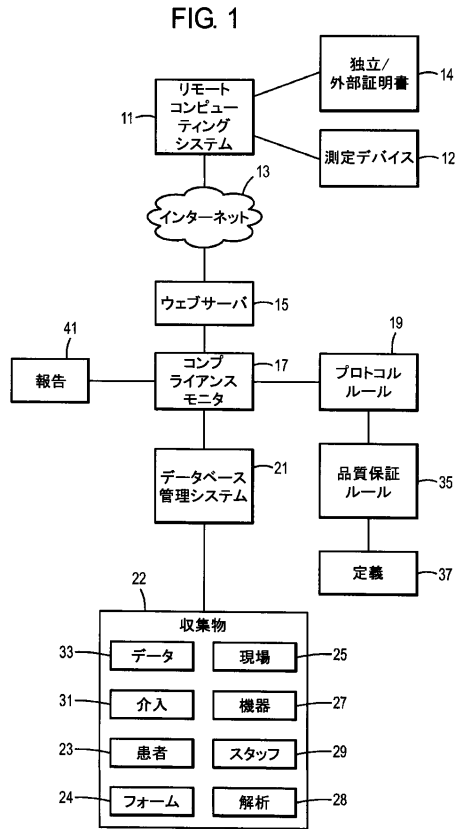 FIG. 1
独立/
外部証明書
14
リモート
コンピュー
ティング
システム
11
測定デバイス
12
13
インターネット
ウェブサーバ
15
41
報告
コンプ
ライアンス
モニタ
17
19
プロトコル
ルール
データベース
管理システム
21
品質保証
ルール
35
定義
37
22
収集物
33
データ
現場
25
31
介入
機器
27
23
患者
スタッフ
29
24
フォーム
解析
28